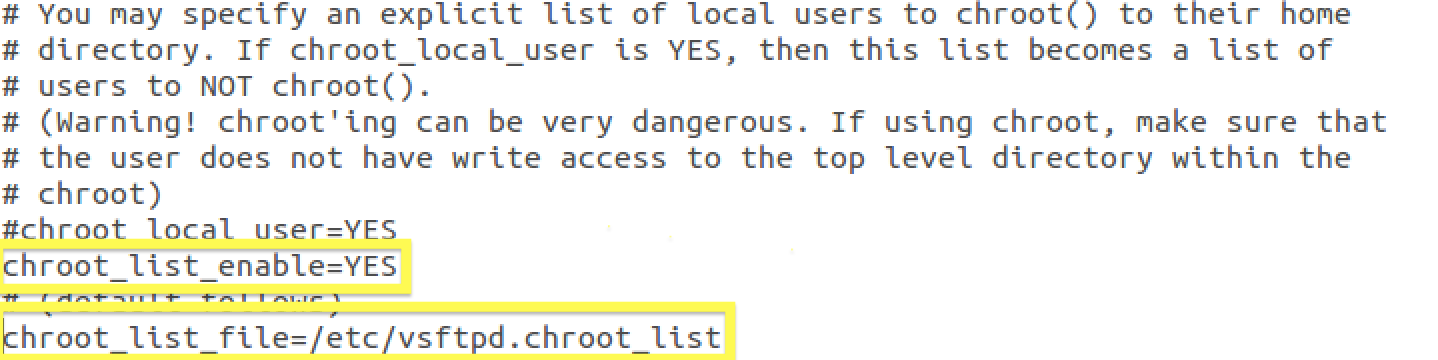 # You may specify an explicit list of local users to chroot() to their home
# directory. If chroot_local_user is YES, then this list becomes a list of
# users to NOT chroot().
# (Warning! chroot'ing can be very dangerous. If using chroot, make sure that
# the user does not have write access to the top level directory within the
# chroot)
#chroot_local_user=YES
chroot_list_enable=YES
# (default follows)
chroot_list_file=/etc/vsftpd.chroot_list